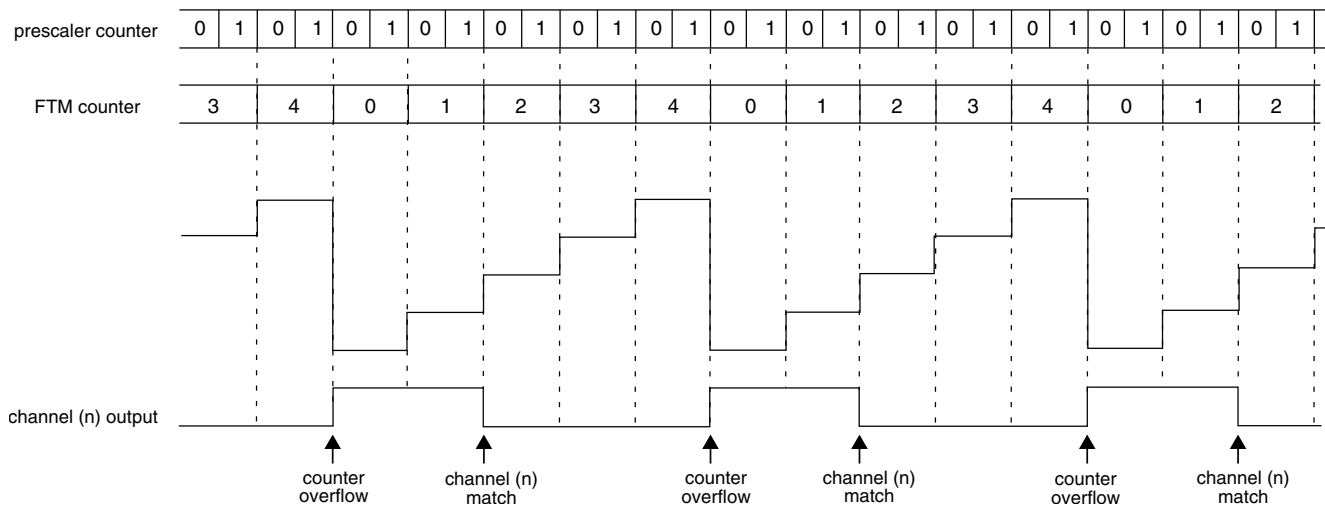 prescaler counter 0 1 0 1 0 1 0 1 0 1 0 1 0 1 0 1 0 1 0 1 0 1 0 1 0 1 0 1 0 1
FTM counter 3 4 0 1 2 3 4 0 1 2 3 4 0 1 2
channel (n) output
counter overflow
channel (n) match
counter overflow
channel (n) match
counter overflow
channel (n) match